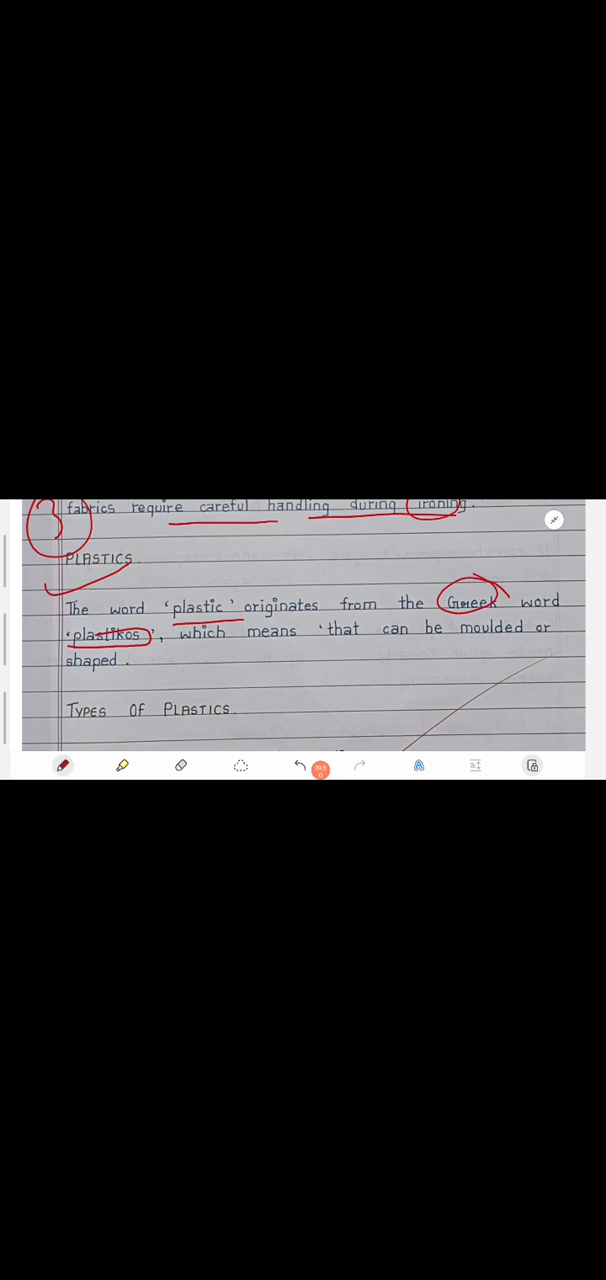 fabrics require careful handling during ironing.
3
PLASTICS.
The word 'plastic' originates from the Greek word
'plastikos', which means 'that can be moulded or
shaped.
TYPES OF PLASTICS.